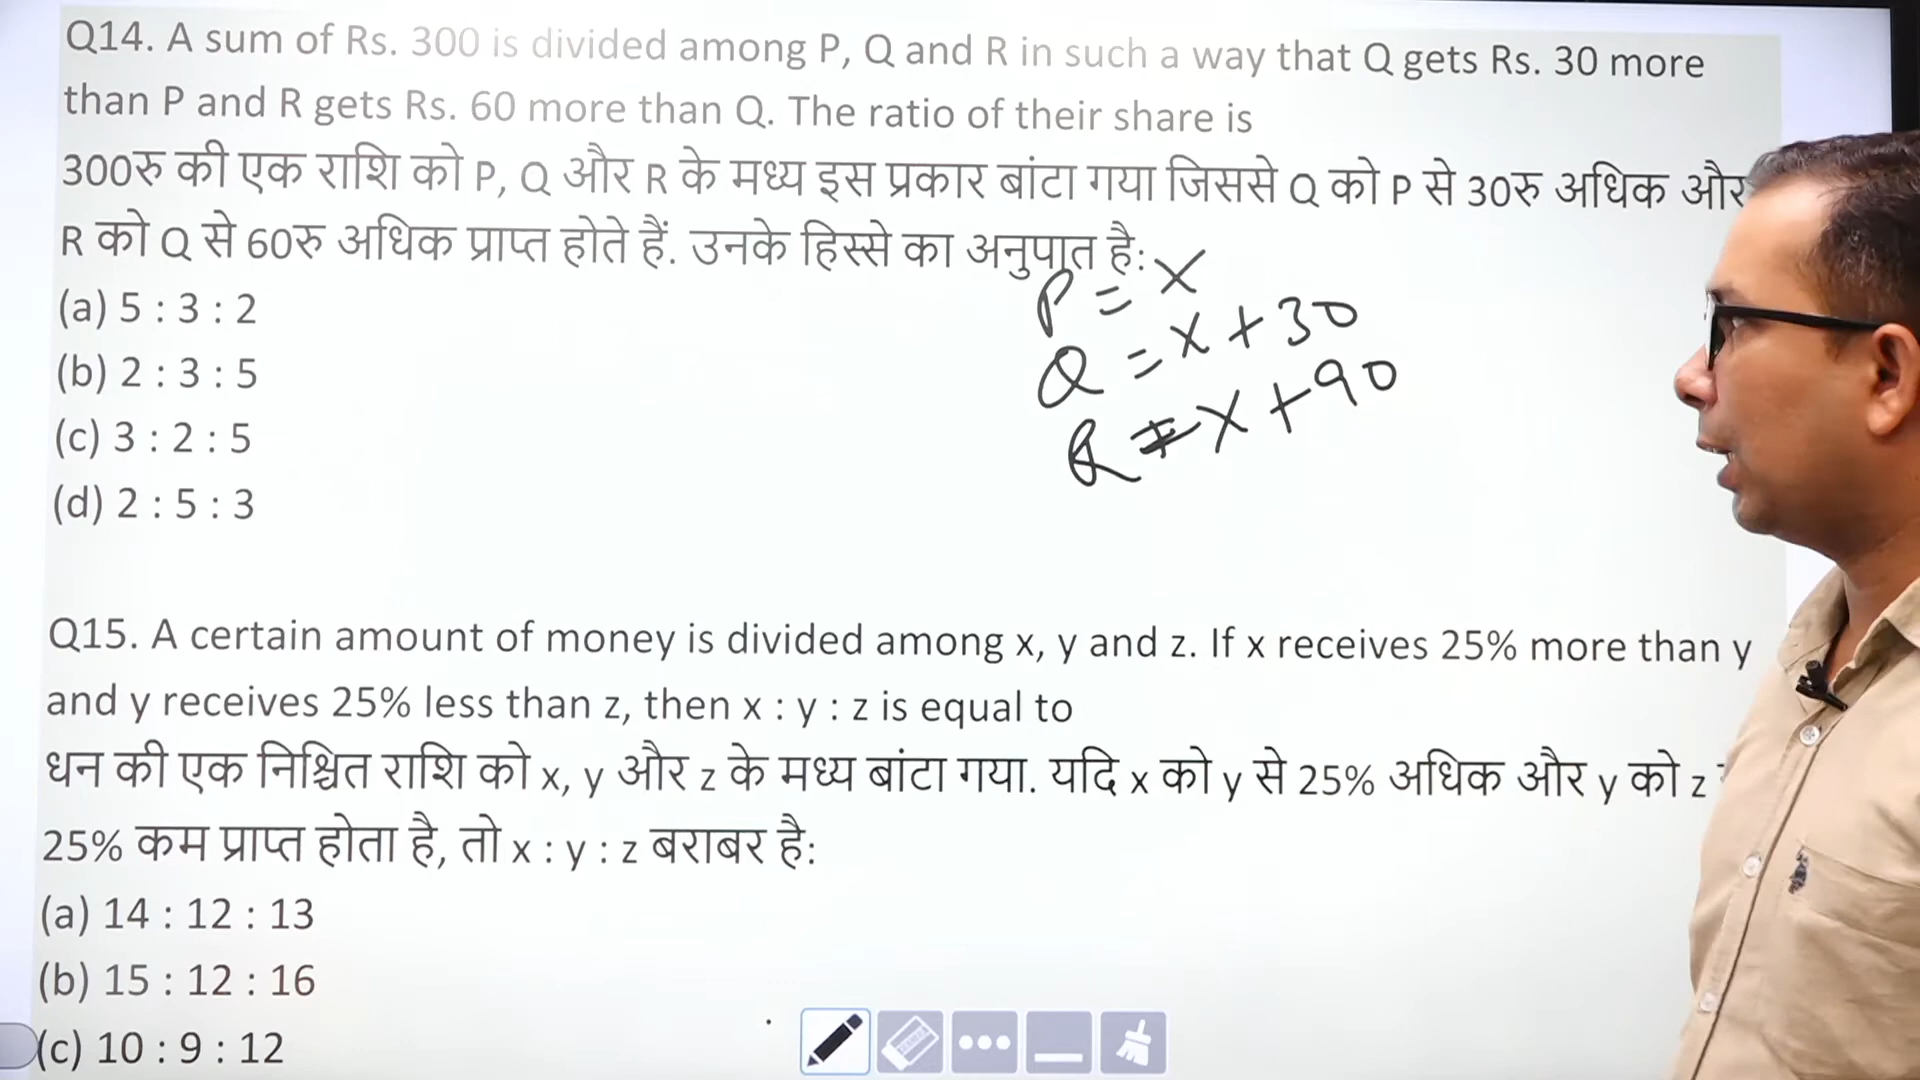 Q14. A sum of Rs. 300 is divided among P, Q and R in such a way that Q gets Rs. 30 more
than P and R gets Rs. 60 more than Q. The ratio of their share is
300रु की एक राशि को P, Q और R के मध्य इस प्रकार बांटा गया जिससे Q को P से 30रु अधिक और
R को Q से 60रु अधिक प्राप्त होते हैं. उनके हिस्से का अनुपात है:
P = x
(a) 5 : 3 : 2
Q = x + 30
(b) 2 : 3 : 5
R = x + 90
(c) 3 : 2 : 5
(d) 2 : 5 : 3
Q15. A certain amount of money is divided among x, y and z. If x receives 25% more than y
and y receives 25% less than z, then x : y : z is equal to
धन की एक निश्चित राशि को x, y और z के मध्य बांटा गया. यदि x को y से 25% अधिक और y को z
25% कम प्राप्त होता है, तो x : y : z बराबर है:
(a) 14 : 12 : 13
(b) 15 : 12 : 16
(c) 10 : 9 : 12